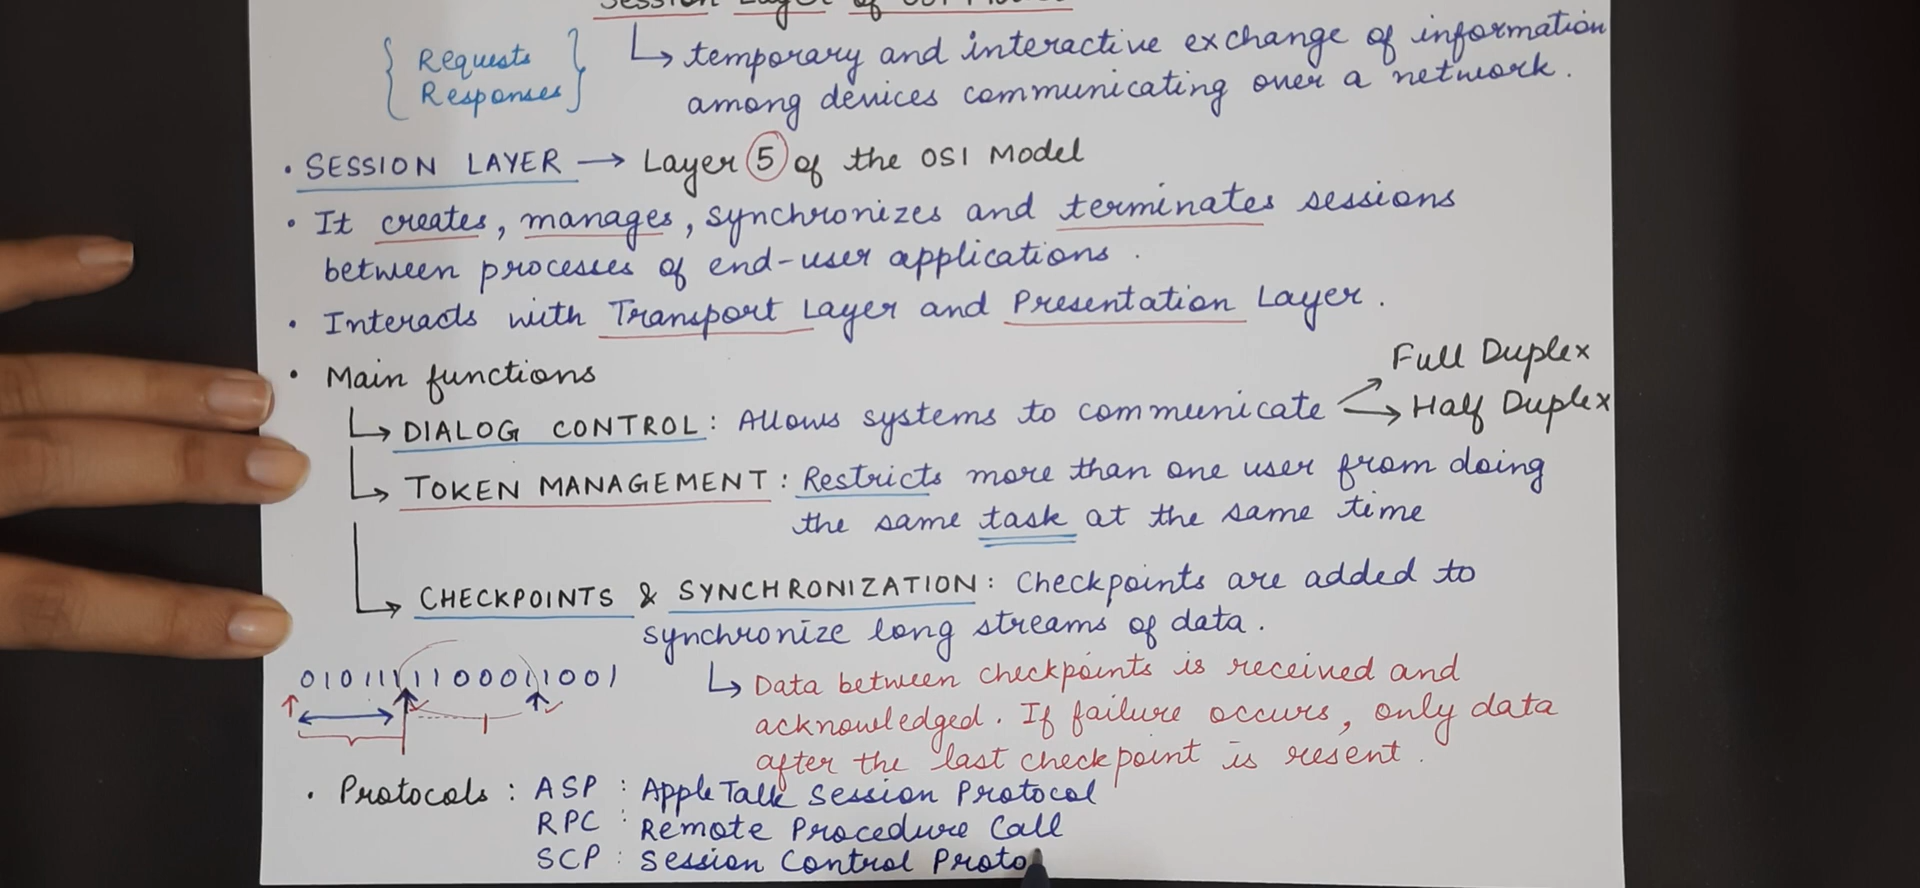 Session Layer of OSI Model
Requests
Responses
temporary and interactive exchange of information
among devices communicating over a network.
• SESSION LAYER → Layer 5 of the OSI Model
• It creates, manages, synchronizes and terminates sessions
between processes of end-user applications.
• Interacts with Transport Layer and Presentation Layer.
• Main functions
Full Duplex
↳ DIALOG CONTROL: Allows systems to communicate → Half Duplex
↳ TOKEN MANAGEMENT: Restricts more than one user from doing
the same task at the same time
↳ CHECKPOINTS & SYNCHRONIZATION: Checkpoints are added to
synchronize long streams of data.
↳ Data between checkpoints is received and
acknowledged. If failure occurs, only data
after the last checkpoint is resent.
• Protocols: ASP: AppleTalk Session Protocol
RPC: Remote Procedure Call
SCP: Session Control Proto